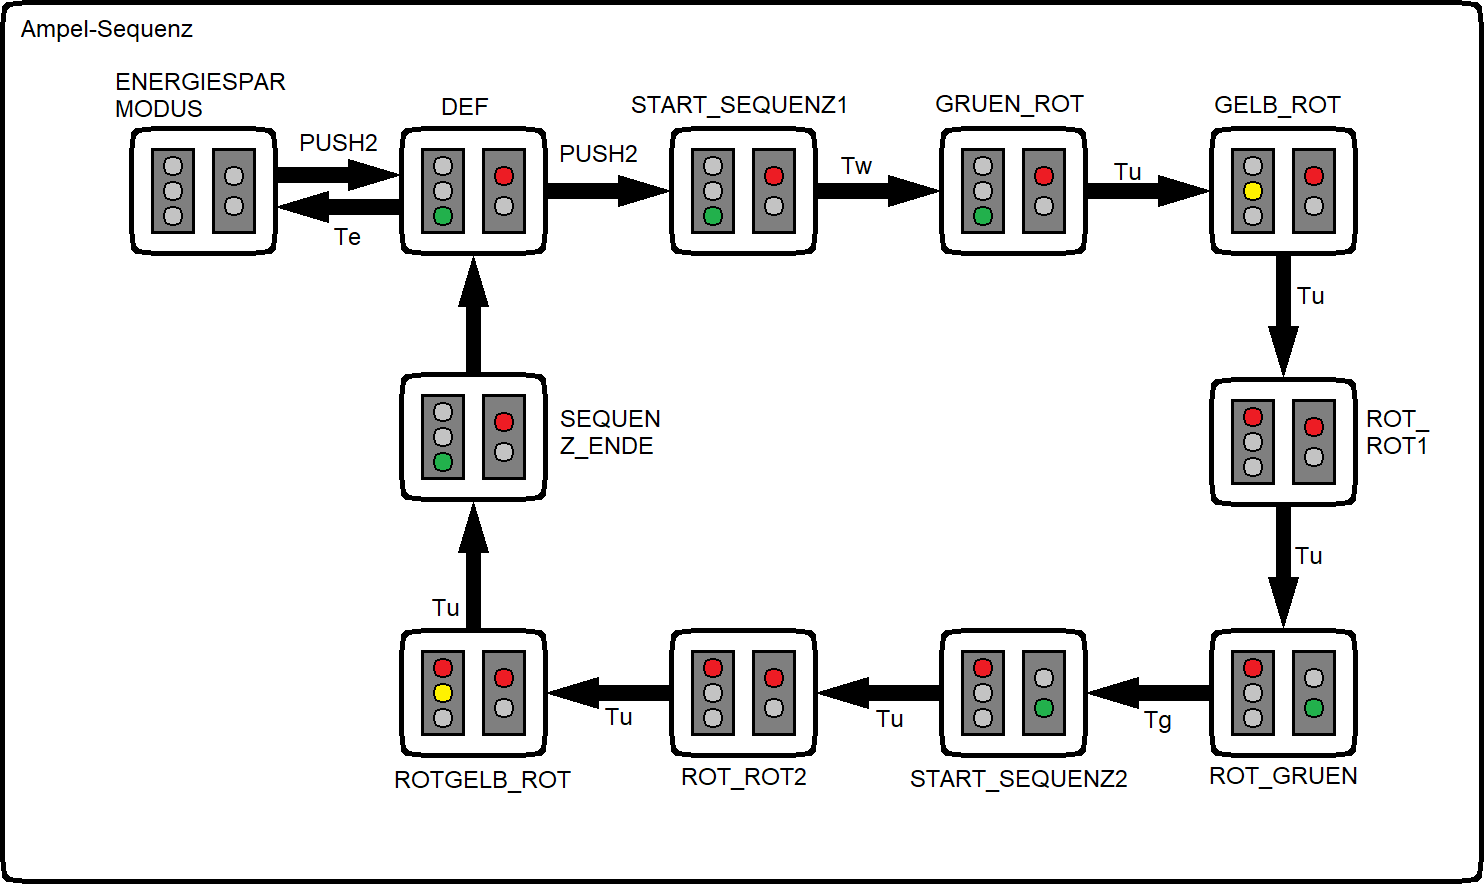 Ampel-Sequenz
ENERGIESPAR
MODUS
DEF
START_SEQUENZ1
GRUEN_ROT
GELB_ROT
PUSH2
PUSH2
Tw
Tu
Te
Tu
SEQUEN
Z_ENDE
ROT_
ROT1
Tu
Tu
Tu
Tu
Tg
ROTGELB_ROT
ROT_ROT2
START_SEQUENZ2
ROT_GRUEN